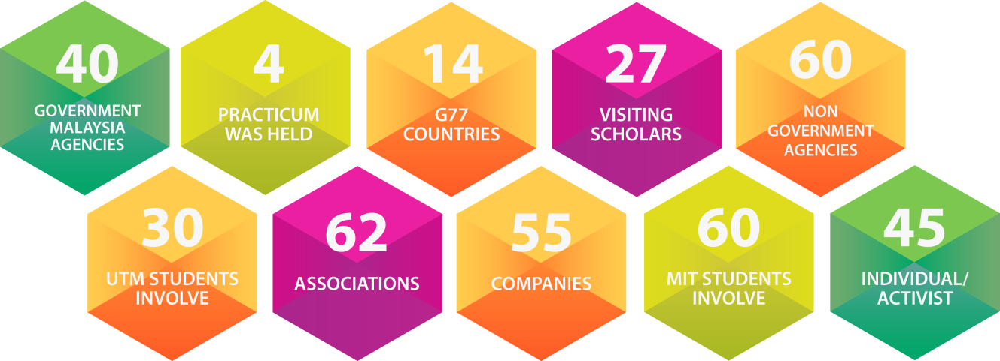 40
GOVERNMENT
MALAYSIA
AGENCIES
4
PRACTICUM
WAS HELD
14
G77
COUNTRIES
27
VISITING
SCHOLARS
60
NON
GOVERNMENT
AGENCIES
30
UTM STUDENTS
INVOLVE
62
ASSOCIATIONS
55
COMPANIES
60
MIT STUDENTS
INVOLVE
45
INDIVIDUAL/
ACTIVIST